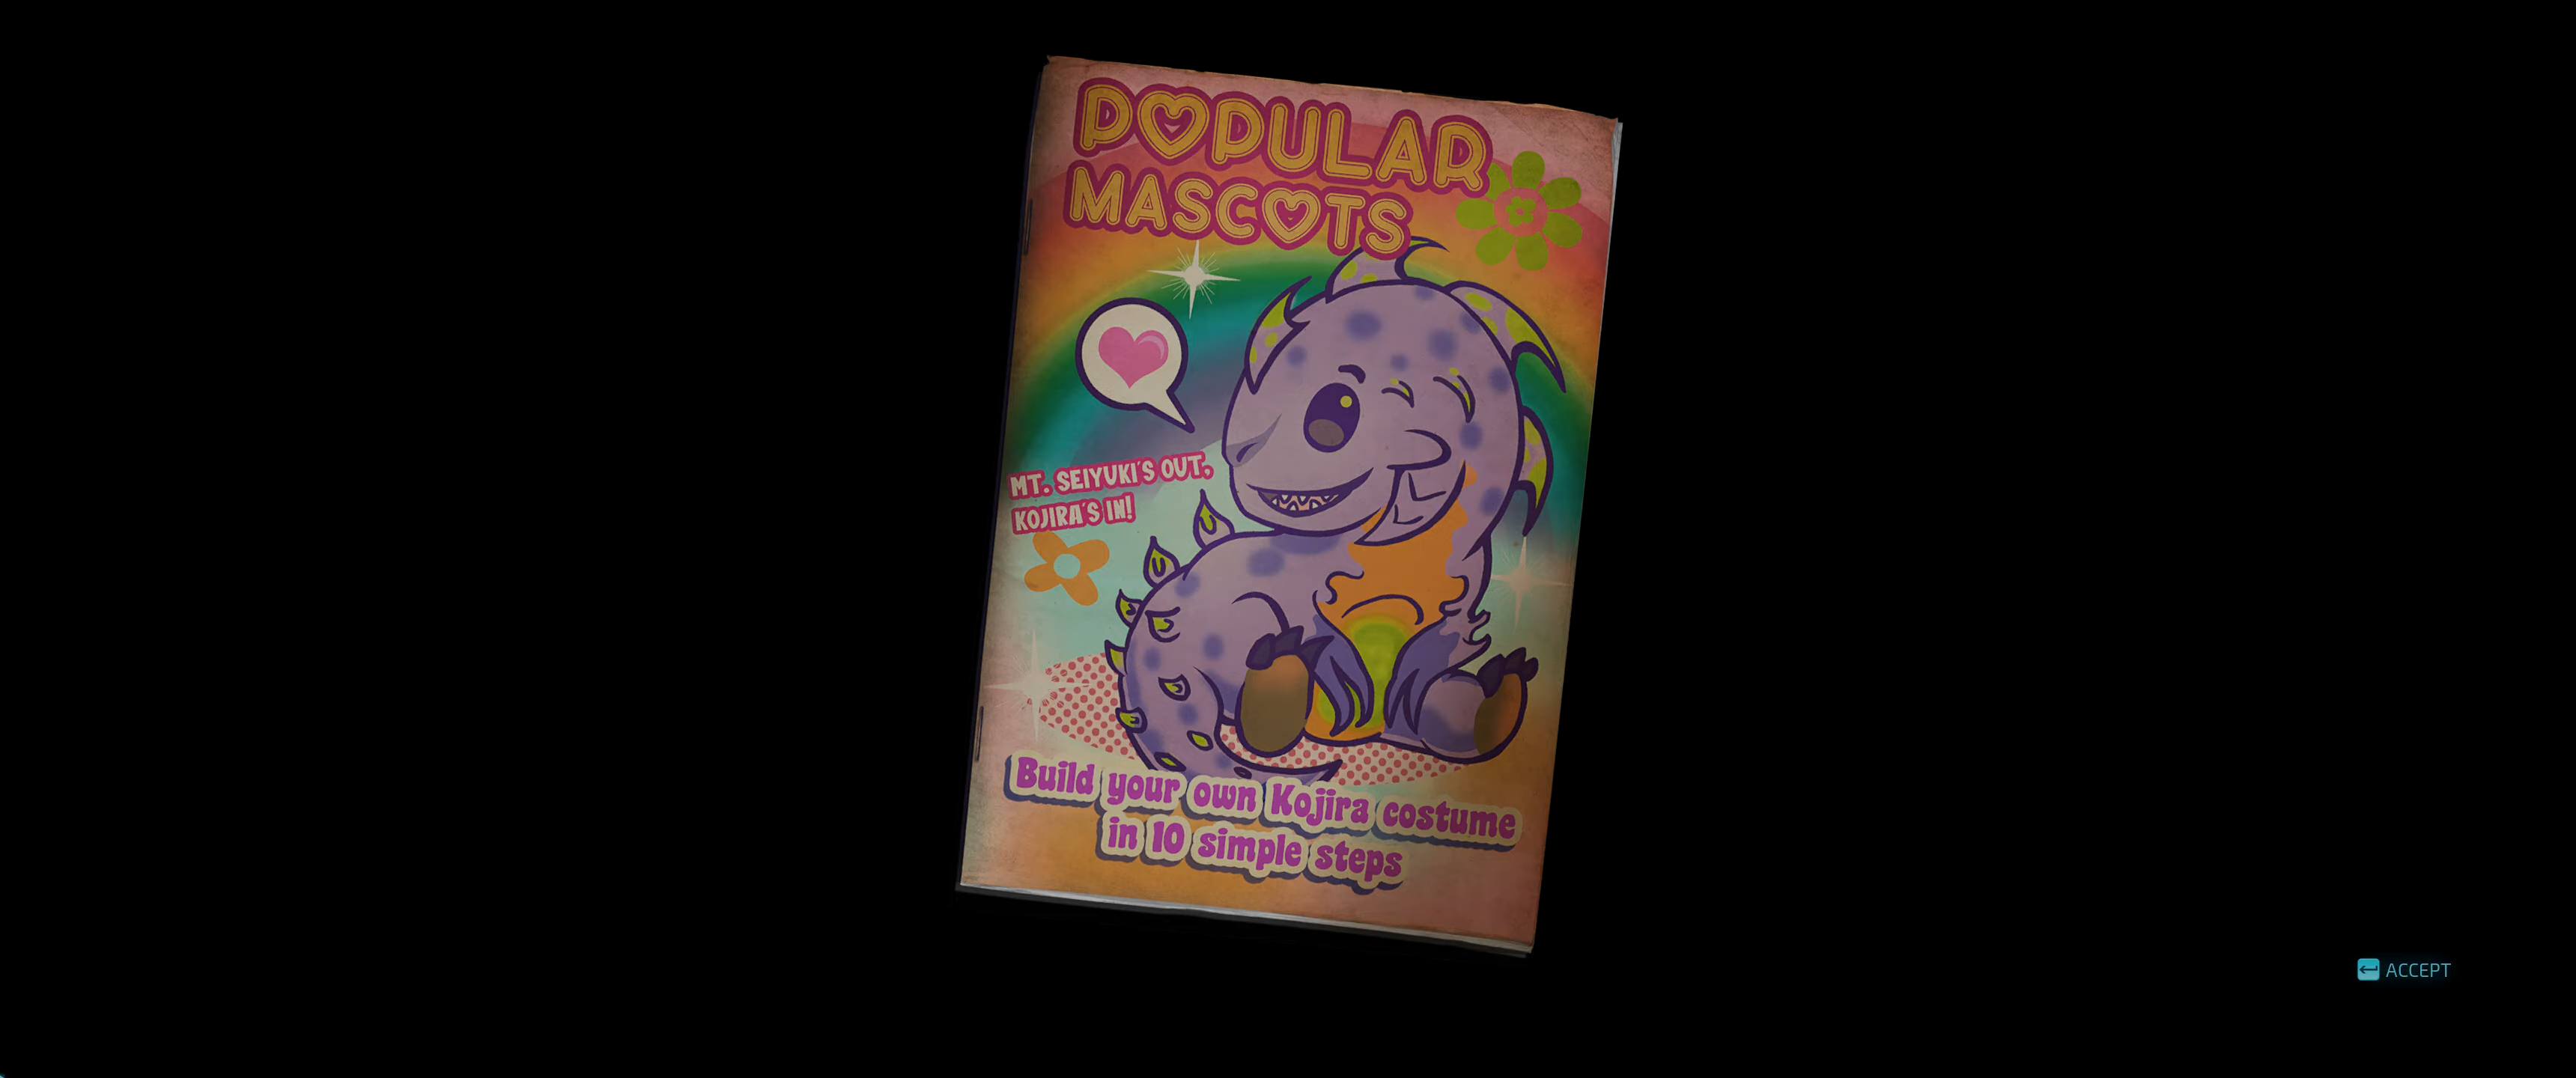 POPULAR
MASCOTS
MT. SEIYUKI'S OUT,
KOJIRA'S IN!
Build your own Kojira costume
in 10 simple steps
ACCEPT